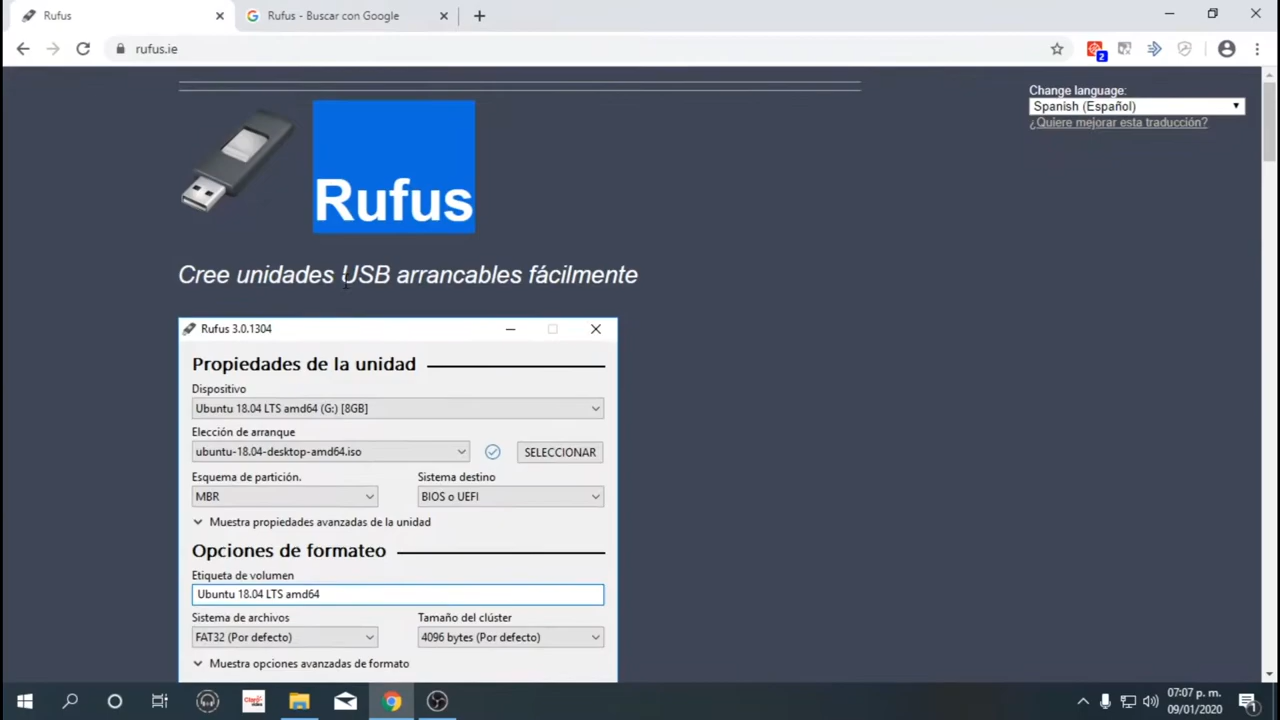 Rufus
Rufus - Buscar con Google
rufus.ie
2
Change language:
Spanish (Español)
¿Quiere mejorar esta traducción?
Rufus
Cree unidades USB arrancables fácilmente
Rufus 3.0.1304
Propiedades de la unidad
Dispositivo
Ubuntu 18.04 LTS amd64 (G:) [8GB]
Elección de arranque
ubuntu-18.04-desktop-amd64.iso
SELECCIONAR
Esquema de partición.
Sistema destino
MBR
BIOS o UEFI
Muestra propiedades avanzadas de la unidad
Opciones de formateo
Etiqueta de volumen
Ubuntu 18.04 LTS amd64
Sistema de archivos
Tamaño del clúster
FAT32 (Por defecto)
4096 bytes (Por defecto)
Muestra opciones avanzadas de formato
Claro
video
07:07 p. m.
09/01/2020
1